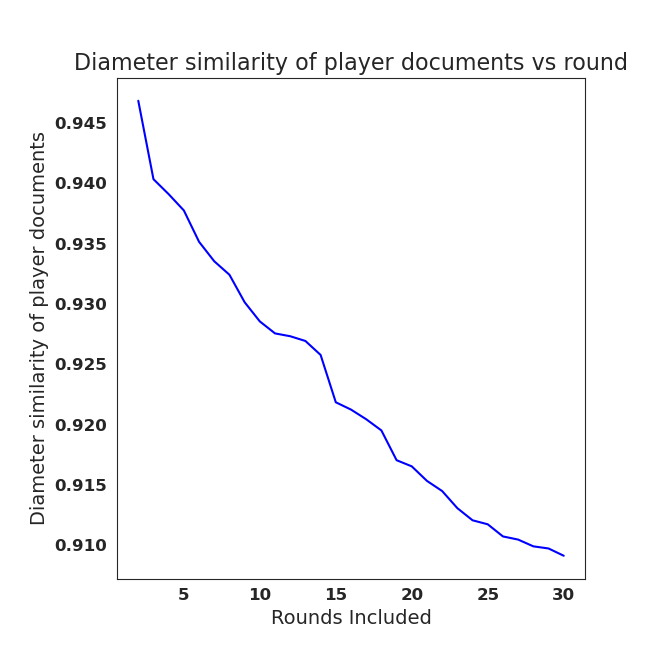 Diameter similarity of player documents vs round
Diameter similarity of player documents
0.945
0.940
0.935
0.930
0.925
0.920
0.915
0.910
5 10 15 20 25 30
Rounds Included